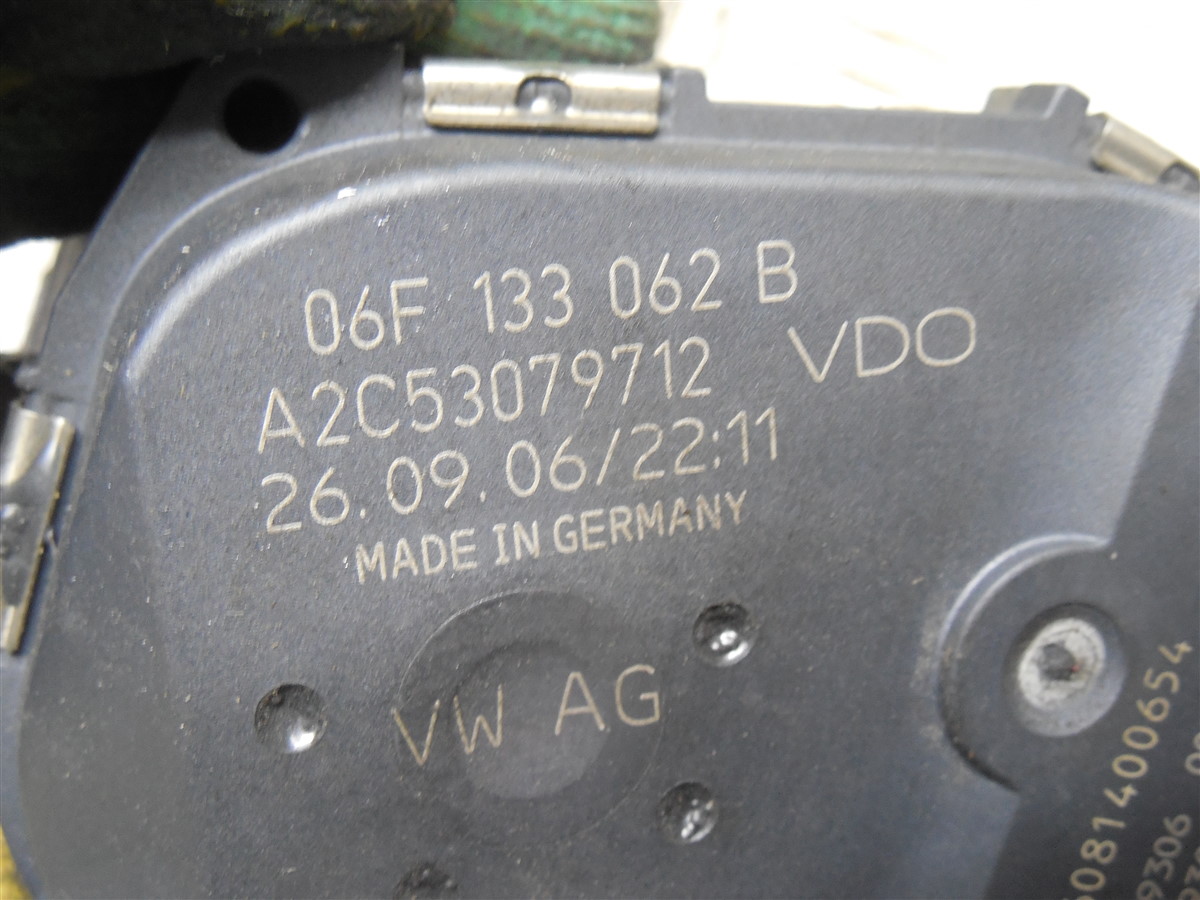 06F 133 062 B
A2C53079712 VDO
26.09.06/22:11
MADE IN GERMANY
VW AG